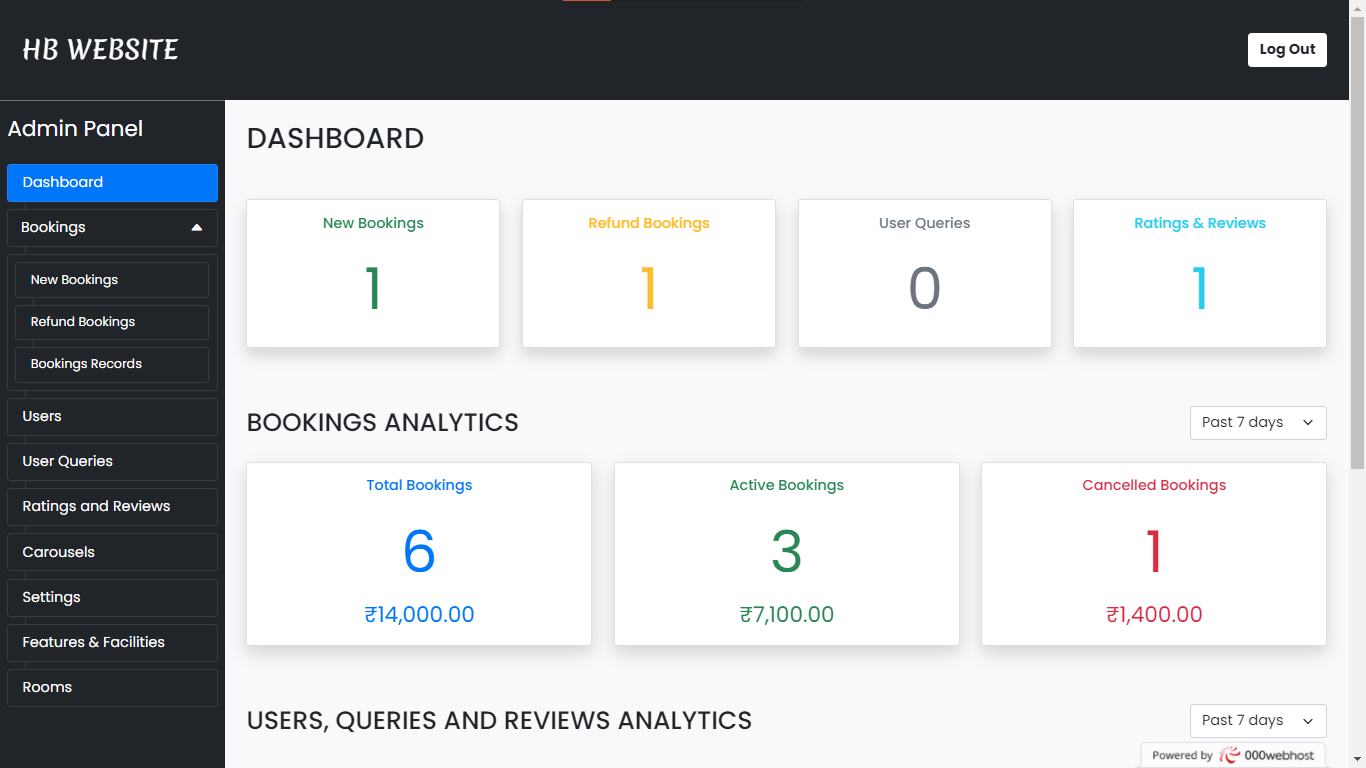 HB WEBSITE
Log Out
Admin Panel
Dashboard
Bookings
New Bookings
Refund Bookings
Bookings Records
Users
User Queries
Ratings and Reviews
Carousels
Settings
Features & Facilities
Rooms
DASHBOARD
New Bookings
1
Refund Bookings
1
User Queries
0
Ratings & Reviews
1
BOOKINGS ANALYTICS
Past 7 days
Total Bookings
6
₹14,000.00
Active Bookings
3
₹7,100.00
Cancelled Bookings
1
₹1,400.00
USERS, QUERIES AND REVIEWS ANALYTICS
Past 7 days
Powered by 000webhost